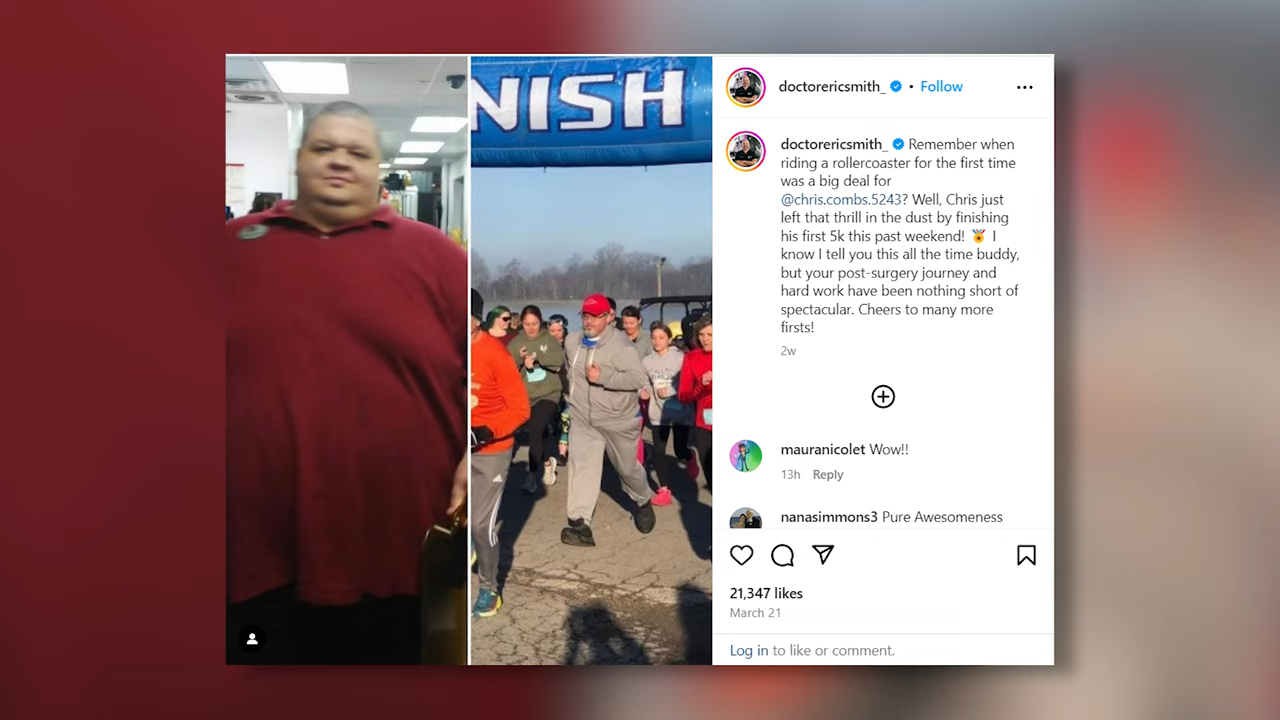 NISH
doctorericsmith_ • Follow
doctorericsmith_ Remember when
riding a rollercoaster for the first time
was a big deal for
@chris.combs.5243? Well, Chris just
left that thrill in the dust by finishing
his first 5k this past weekend! 🏅 I
know I tell you this all the time buddy,
but your post-surgery journey and
hard work have been nothing short of
spectacular. Cheers to many more
firsts!
2w
mauranicolet Wow!!
13h Reply
nanasimmons3 Pure Awesomeness
21,347 likes
March 21
Log in to like or comment.